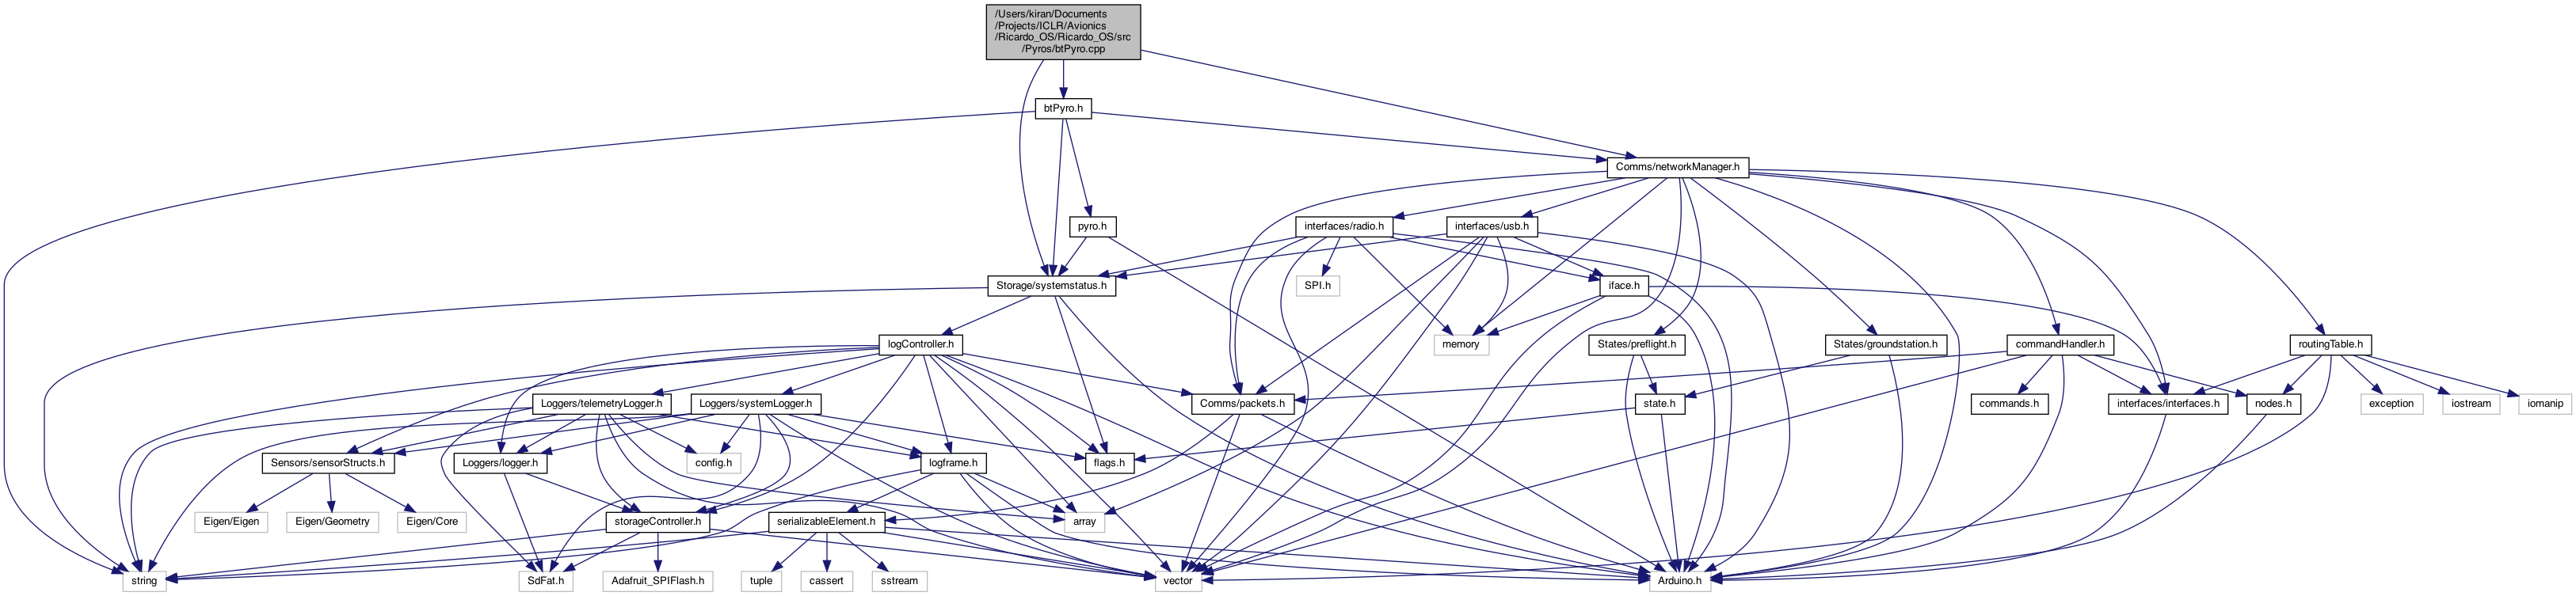 /Users/kiran/Documents
/Projects/ICLR/Avionics
/Ricardo_OS/Ricardo_OS/src
/Pyros/btPyro.cpp
btPyro.h
Comms/networkManager.h
pyro.h
interfaces/radio.h
interfaces/usb.h
Storage/systemstatus.h
SPI.h
iface.h
logController.h
memory
States/preflight.h
States/groundstation.h
commandHandler.h
routingTable.h
Loggers/telemetryLogger.h
Loggers/systemLogger.h
Comms/packets.h
state.h
commands.h
interfaces/interfaces.h
nodes.h
exception
iostream
iomanip
Sensors/sensorStructs.h
Loggers/logger.h
config.h
logframe.h
flags.h
Eigen/Eigen
Eigen/Geometry
Eigen/Core
storageController.h
serializableElement.h
array
string
SdFat.h
Adafruit_SPIFlash.h
tuple
cassert
sstream
vector
Arduino.h